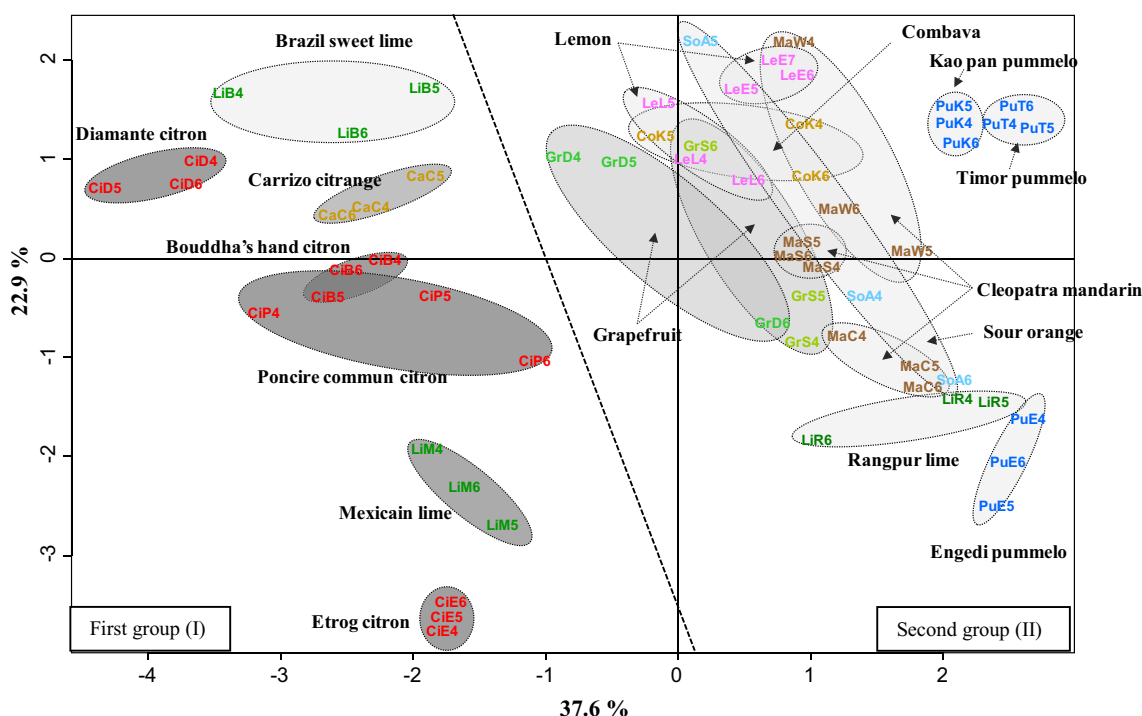 Brazil sweet lime
Lemon
SoA5
MaW4
Combava
Kao pan pummelo
2
LeE7
LeE6
LeE5
LiB4
LiB5
LiB6
LeL5
CoK5
CoK4
PuK5
PuK4
PuK6
PuT6
PuT4
PuT5
Diamante citron
GrS6
1
CiD4
CiD5
CiD6
GrD4
GrD5
LeL4
LeL6
CoK6
Timor pummelo
Carrizo citrange
CaC5
CaC4
CaC6
MaW6
Bouddha's hand citron
MaS5
MaS6
MaS4
MaW5
0
CiB4
CiB6
CiB5
CiP5
CiP4
GrS5
SoA4
Cleopatra mandarin
22.9 %
GrD6
Grapefruit
GrS4
MaC4
Sour orange
-1
CiP6
Poncire commun citron
MaC5
MaC6
SoA6
LiR4
LiR5
PuE4
LiR6
Rangpur lime
-2
LiM4
LiM6
LiM5
Mexicain lime
PuE6
PuE5
Engedi pummelo
-3
CiE6
CiE5
CiE4
Etrog citron
First group (I)
Second group (II)
-4
-3
-2
-1
0
1
2
37.6 %